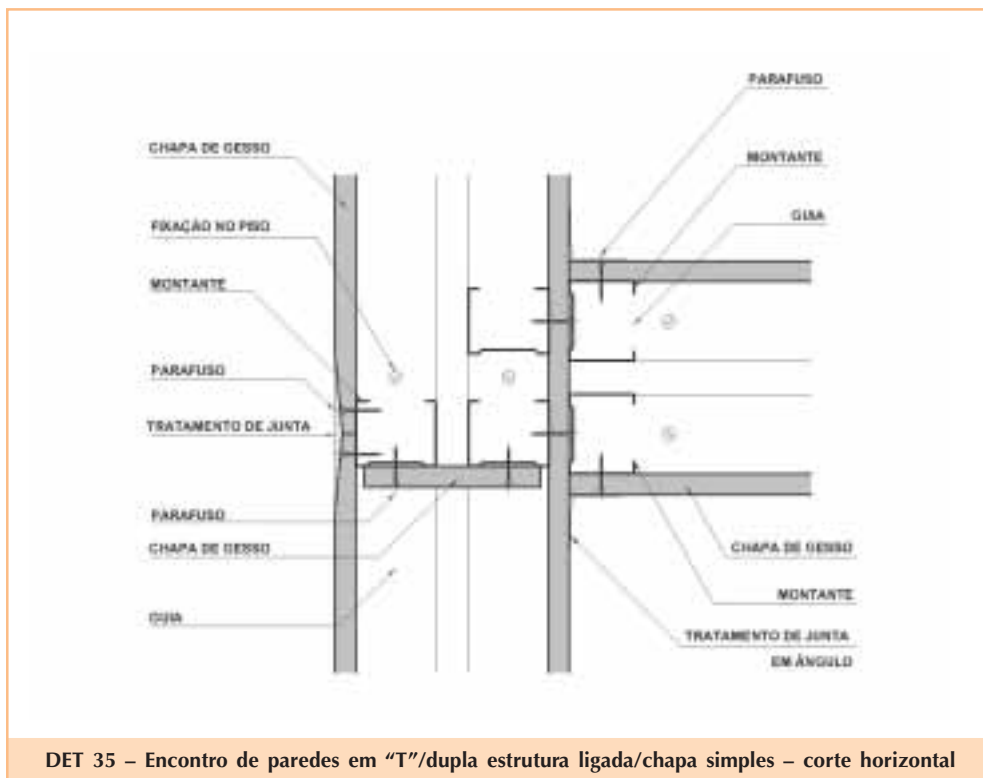 PARAFUSO
CHAPA DE GESSO
MONTANTE
FIXAÇÃO NO PISO
GUIA
MONTANTE
PARAFUSO
TRATAMENTO DE JUNTA
PARAFUSO
CHAPA DE GESSO
CHAPA DE GESSO
MONTANTE
GUIA
TRATAMENTO DE JUNTA
EM ÂNGULO
DET 35 – Encontro de paredes em “T”/dupla estrutura ligada/chapa simples – corte horizontal